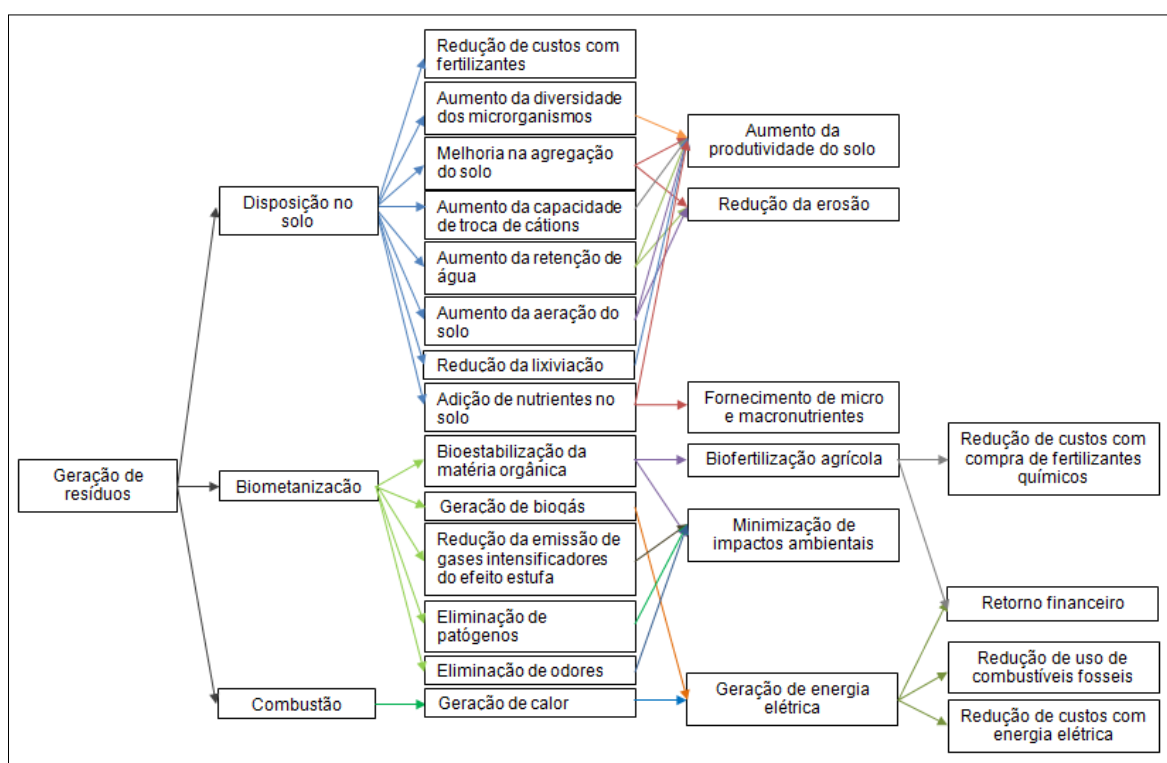 Redução de custos com
fertilizantes
Aumento da diversidade
dos microrganismos
Melhoria na agregação
do solo
Aumento da capacidade
de troca de cátions
Aumento da retenção de
água
Aumento da aeração do
solo
Redução da lixiviação
Adição de nutrientes no
solo
Bioestabilização da
matéria orgânica
Geração de biogás
Redução da emissão de
gases intensificadores
do efeito estufa
Eliminação de
patógenos
Eliminação de odores
Geração de calor
Disposição no
solo
Biometanização
Combustão
Geração de
resíduos
Aumento da
produtividade do solo
Redução da erosão
Fornecimento de micro
e macronutrientes
Biofertilização agrícola
Minimização de
impactos ambientais
Geração de energia
elétrica
Redução de custos com
compra de fertilizantes
químicos
Retorno financeiro
Redução de uso de
combustíveis fosseis
Redução de custos com
energia elétrica